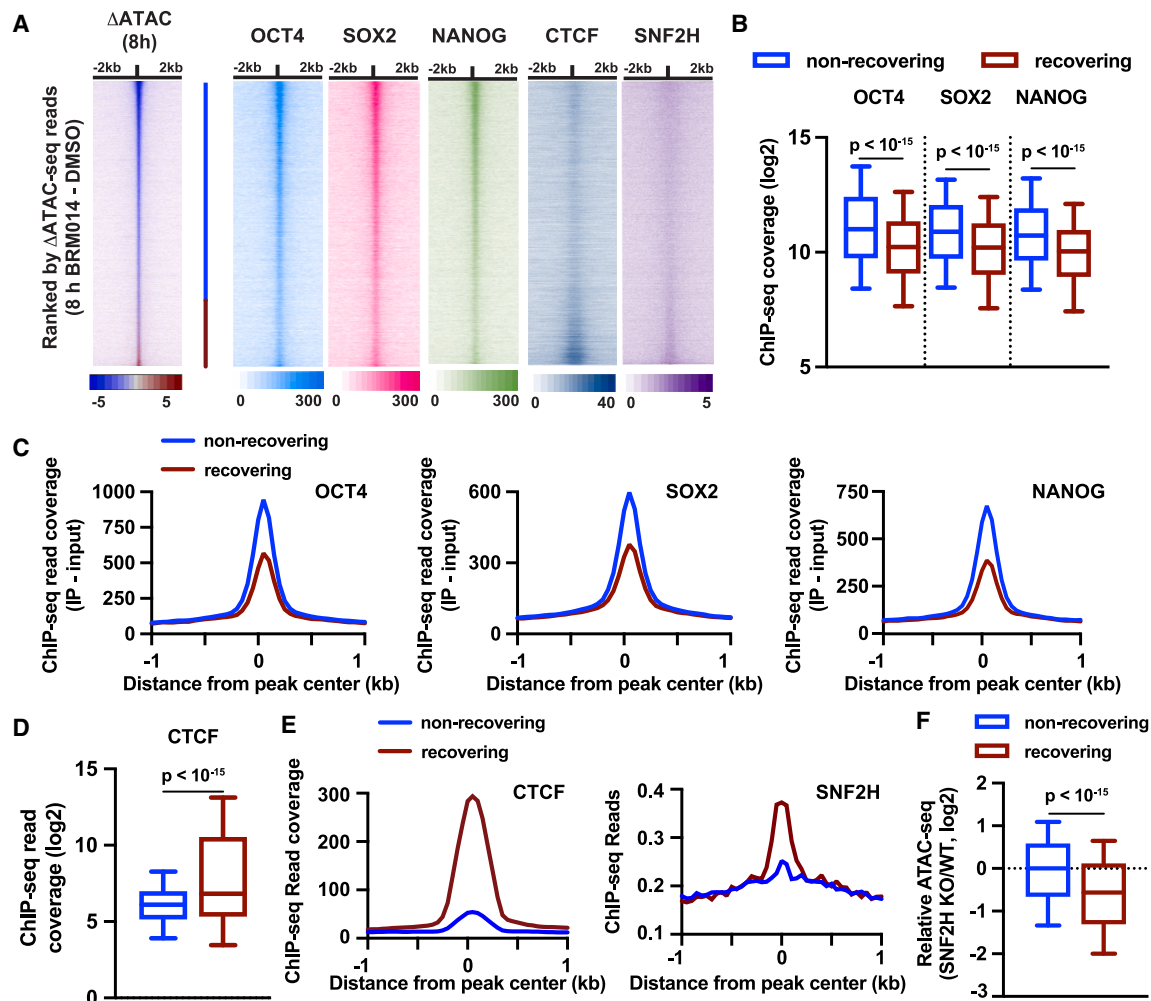 A
ΔATAC
(8h)
OCT4
SOX2
NANOG
CTCF
SNF2H
-2kb 2kb
-2kb 2kb
-2kb 2kb
-2kb 2kb
-2kb 2kb
-2kb 2kb
Ranked by ΔATAC-seq reads
(8 h BRM014 - DMSO)
-5 5
0 300
0 300
0 300
0 40
0 5
B
non-recovering
recovering
OCT4
SOX2
NANOG
ChIP-seq coverage (log2)
15
10
5
p < 10-15
p < 10-15
p < 10-15
C
non-recovering
recovering
ChIP-seq read coverage
(IP - input)
OCT4
1000
750
500
250
0
-1 0 1
Distance from peak center (kb)
ChIP-seq read coverage
(IP - input)
SOX2
600
300
0
-1 0 1
Distance from peak center (kb)
ChIP-seq read coverage
(IP - input)
NANOG
750
500
250
0
-1 0 1
Distance from peak center (kb)
D
CTCF
ChIP-seq read
coverage (log2)
p < 10-15
15
10
5
0
E
non-recovering
recovering
ChIP-seq Read coverage
CTCF
300
200
100
0
-1 0 1
Distance from peak center (kb)
ChIP-seq Reads
SNF2H
0.4
0.3
0.2
0.1
-1 0 1
Distance from peak center (kb)
F
non-recovering
recovering
Relative ATAC-seq
(SNF2H KO/WT, log2)
p < 10-15
2
1
0
-1
-2
-3